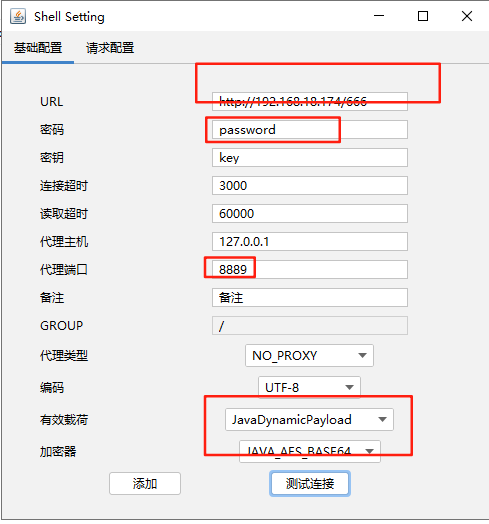 Shell Setting
基础配置 请求配置
URL http://192.168.18.174/666
密码 password
密钥 key
连接超时 3000
读取超时 60000
代理主机 127.0.0.1
代理端口 8889
备注 备注
GROUP /
代理类型 NO_PROXY
编码 UTF-8
有效载荷 JavaDynamicPayload
加密器 JAVA_AES_BASE64
添加 测试连接